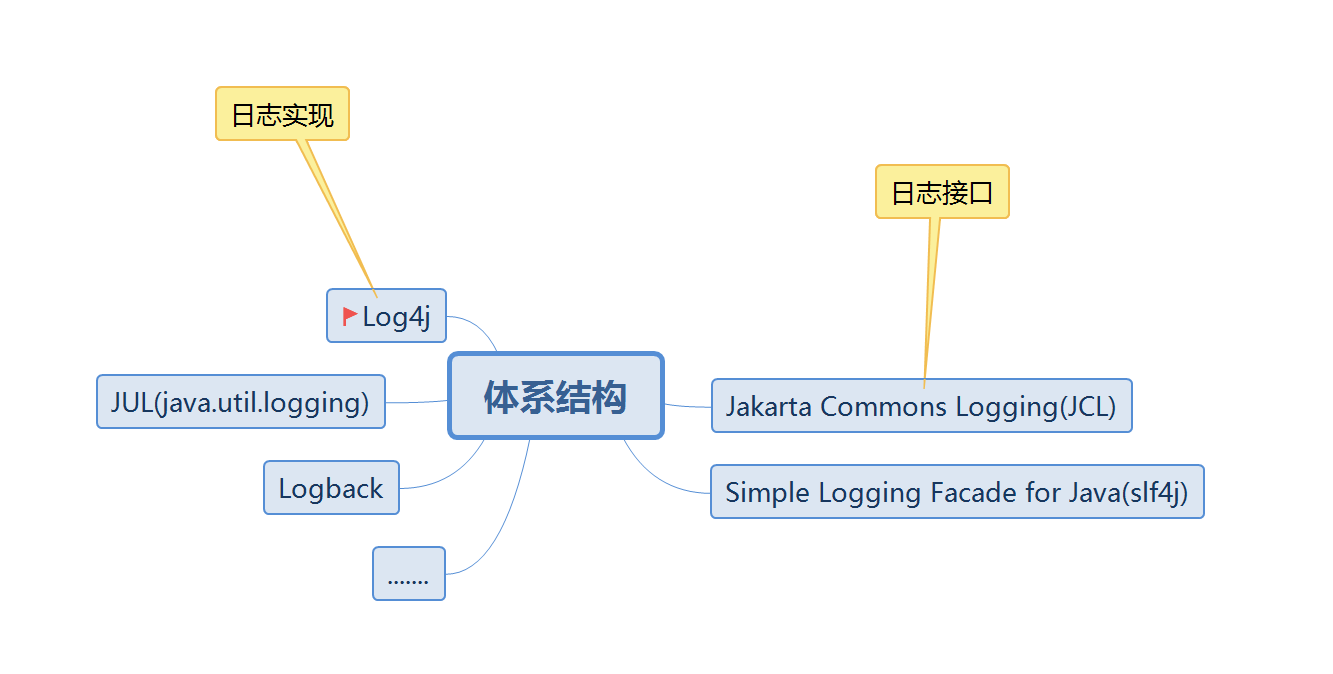 日志实现
日志接口
Log4j
体系结构
JUL(java.util.logging)
Jakarta Commons Logging(JCL)
Logback
Simple Logging Facade for Java(slf4j)
.......